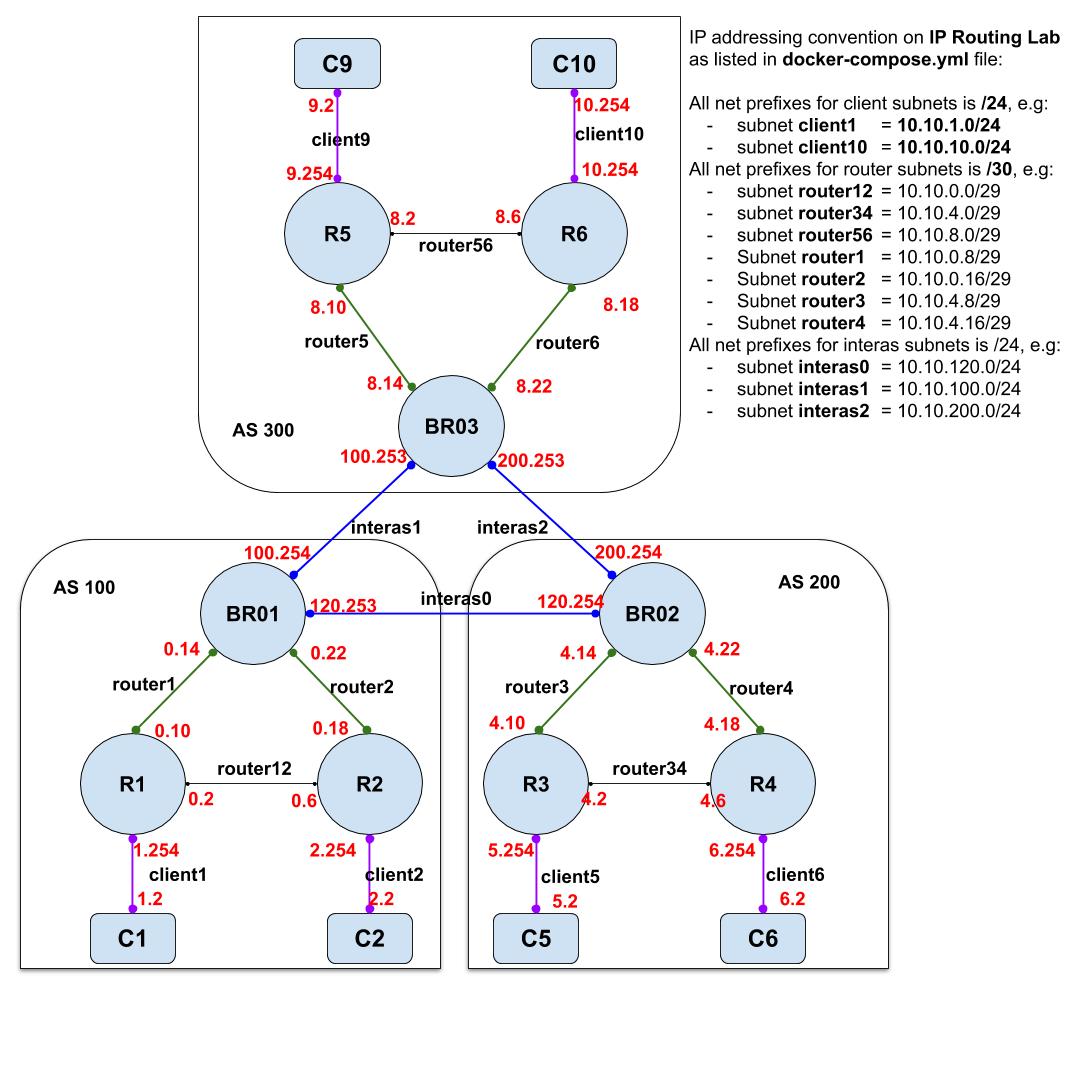 IP addressing convention on IP Routing Lab
as listed in docker-compose.yml file:
All net prefixes for client subnets is /24, e.g:
- subnet client1 = 10.10.1.0/24
- subnet client10 = 10.10.10.0/24
All net prefixes for router subnets is /30, e.g:
- subnet router12 = 10.10.0.0/29
- subnet router34 = 10.10.4.0/29
- subnet router56 = 10.10.8.0/29
- Subnet router1 = 10.10.0.8/29
- Subnet router2 = 10.10.0.16/29
- Subnet router3 = 10.10.4.8/29
- Subnet router4 = 10.10.4.16/29
All net prefixes for interas subnets is /24, e.g:
- subnet interas0 = 10.10.120.0/24
- subnet interas1 = 10.10.100.0/24
- subnet interas2 = 10.10.200.0/24
C9
C10
9.2
10.254
client9
client10
9.254
10.254
R5
8.2
8.6
R6
router56
8.10
8.18
router5
router6
8.14
8.22
BR03
AS 300
100.253
200.253
interas1
interas2
100.254
200.254
AS 100
AS 200
BR01
120.253
interas0
120.254
BR02
0.14
0.22
4.14
4.22
router1
router2
router3
router4
0.10
0.18
4.10
4.18
R1
router12
R2
R3
router34
R4
0.2
0.6
4.2
4.6
1.254
2.254
5.254
6.254
client1
client2
client5
client6
1.2
2.2
5.2
6.2
C1
C2
C5
C6